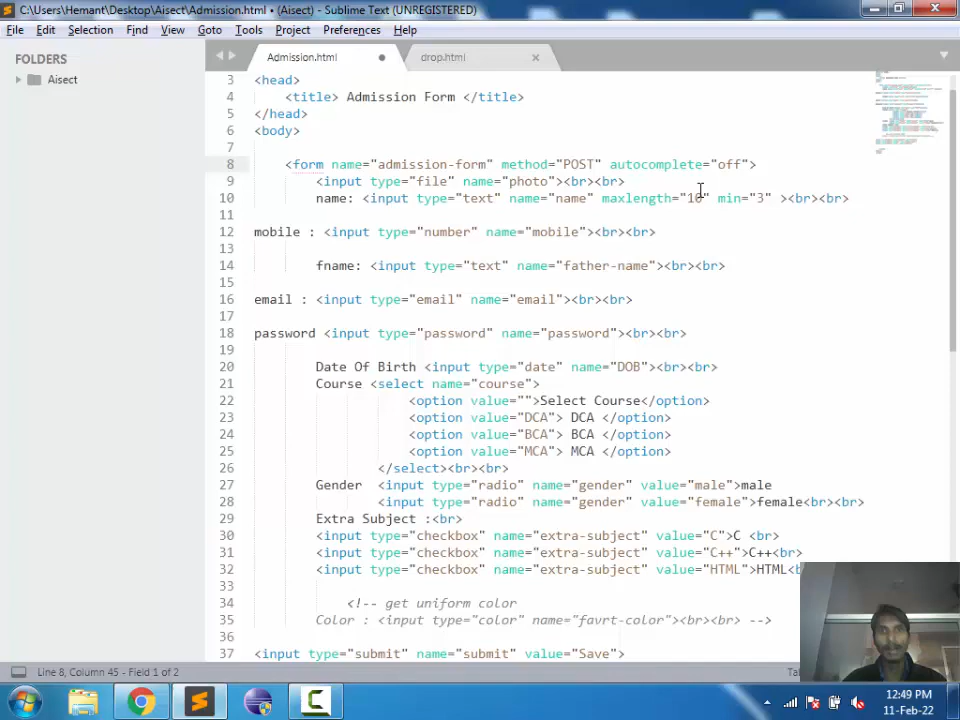 C:\Users\Hemant\Desktop\Aisect\Admission.html • (Aisect) - Sublime Text (UNREGISTERED)
File Edit Selection Find View Goto Tools Project Preferences Help
FOLDERS
Aisect
Admission.html drop.html
3 <head>
4 <title> Admission Form </title>
5 </head>
6 <body>
7
8 <form name="admission-form" method="POST" autocomplete="off">
9 <input type="file" name="photo"><br><br>
10 name: <input type="text" name="name" maxlength="10" min="3" ><br><br>
11
12 mobile : <input type="number" name="mobile"><br><br>
13
14 fname: <input type="text" name="father-name"><br><br>
15
16 email : <input type="email" name="email"><br><br>
17
18 password <input type="password" name="password"><br><br>
19
20 Date Of Birth <input type="date" name="DOB"><br><br>
21 Course <select name="course">
22 <option value="">Select Course</option>
23 <option value="DCA"> DCA </option>
24 <option value="BCA"> BCA </option>
25 <option value="MCA"> MCA </option>
26 </select><br><br>
27 Gender <input type="radio" name="gender" value="male">male
28 <input type="radio" name="gender" value="female">female<br><br>
29 Extra Subject :<br>
30 <input type="checkbox" name="extra-subject" value="C">C <br>
31 <input type="checkbox" name="extra-subject" value="C++">C++<br>
32 <input type="checkbox" name="extra-subject" value="HTML">HTML<b
33
34 <!-- get uniform color
35 Color : <input type="color" name="favrt-color"><br><br> -->
36
37 <input type="submit" name="submit" value="Save">
Line 8, Column 45 - Field 1 of 2
Ta
12:49 PM
11-Feb-22